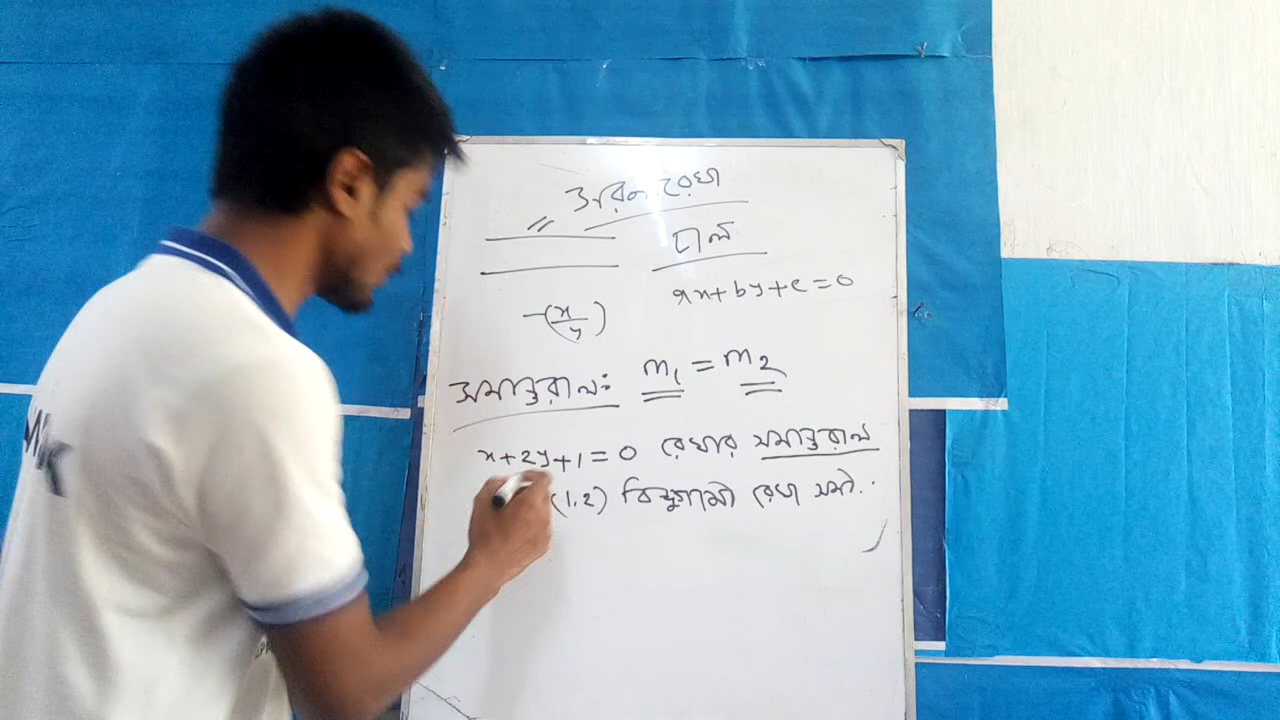 সরল রেখা
ঢাল
ax+by+c=0
-(x/y)
সমান্তরালঃ m₁ = m₂
x+2y+1=0 রেখার সমান্তরাল
(1,2) বিন্দুগামী রেখা সমী..